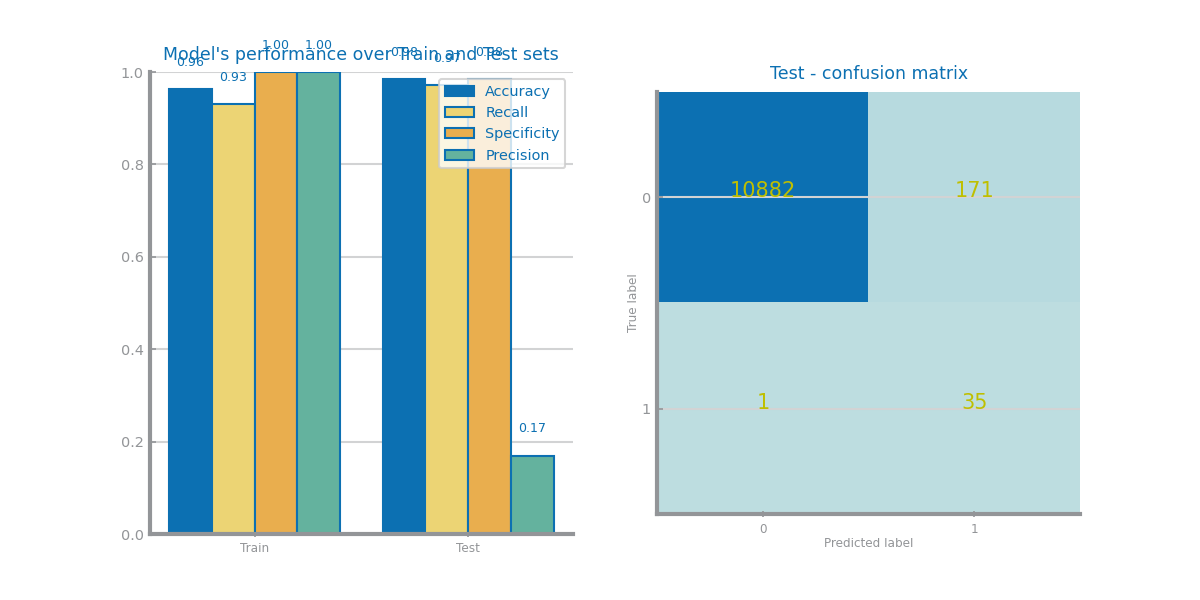 Model's performance over Train and Test sets
0.96
0.93
1.00
1.00
0.98
0.97
0.98
0.17
1.0
0.8
0.6
0.4
0.2
0.0
Accuracy
Recall
Specificity
Precision
Train
Test
Test - confusion matrix
True label
0
1
10882
171
1
35
0
1
Predicted label